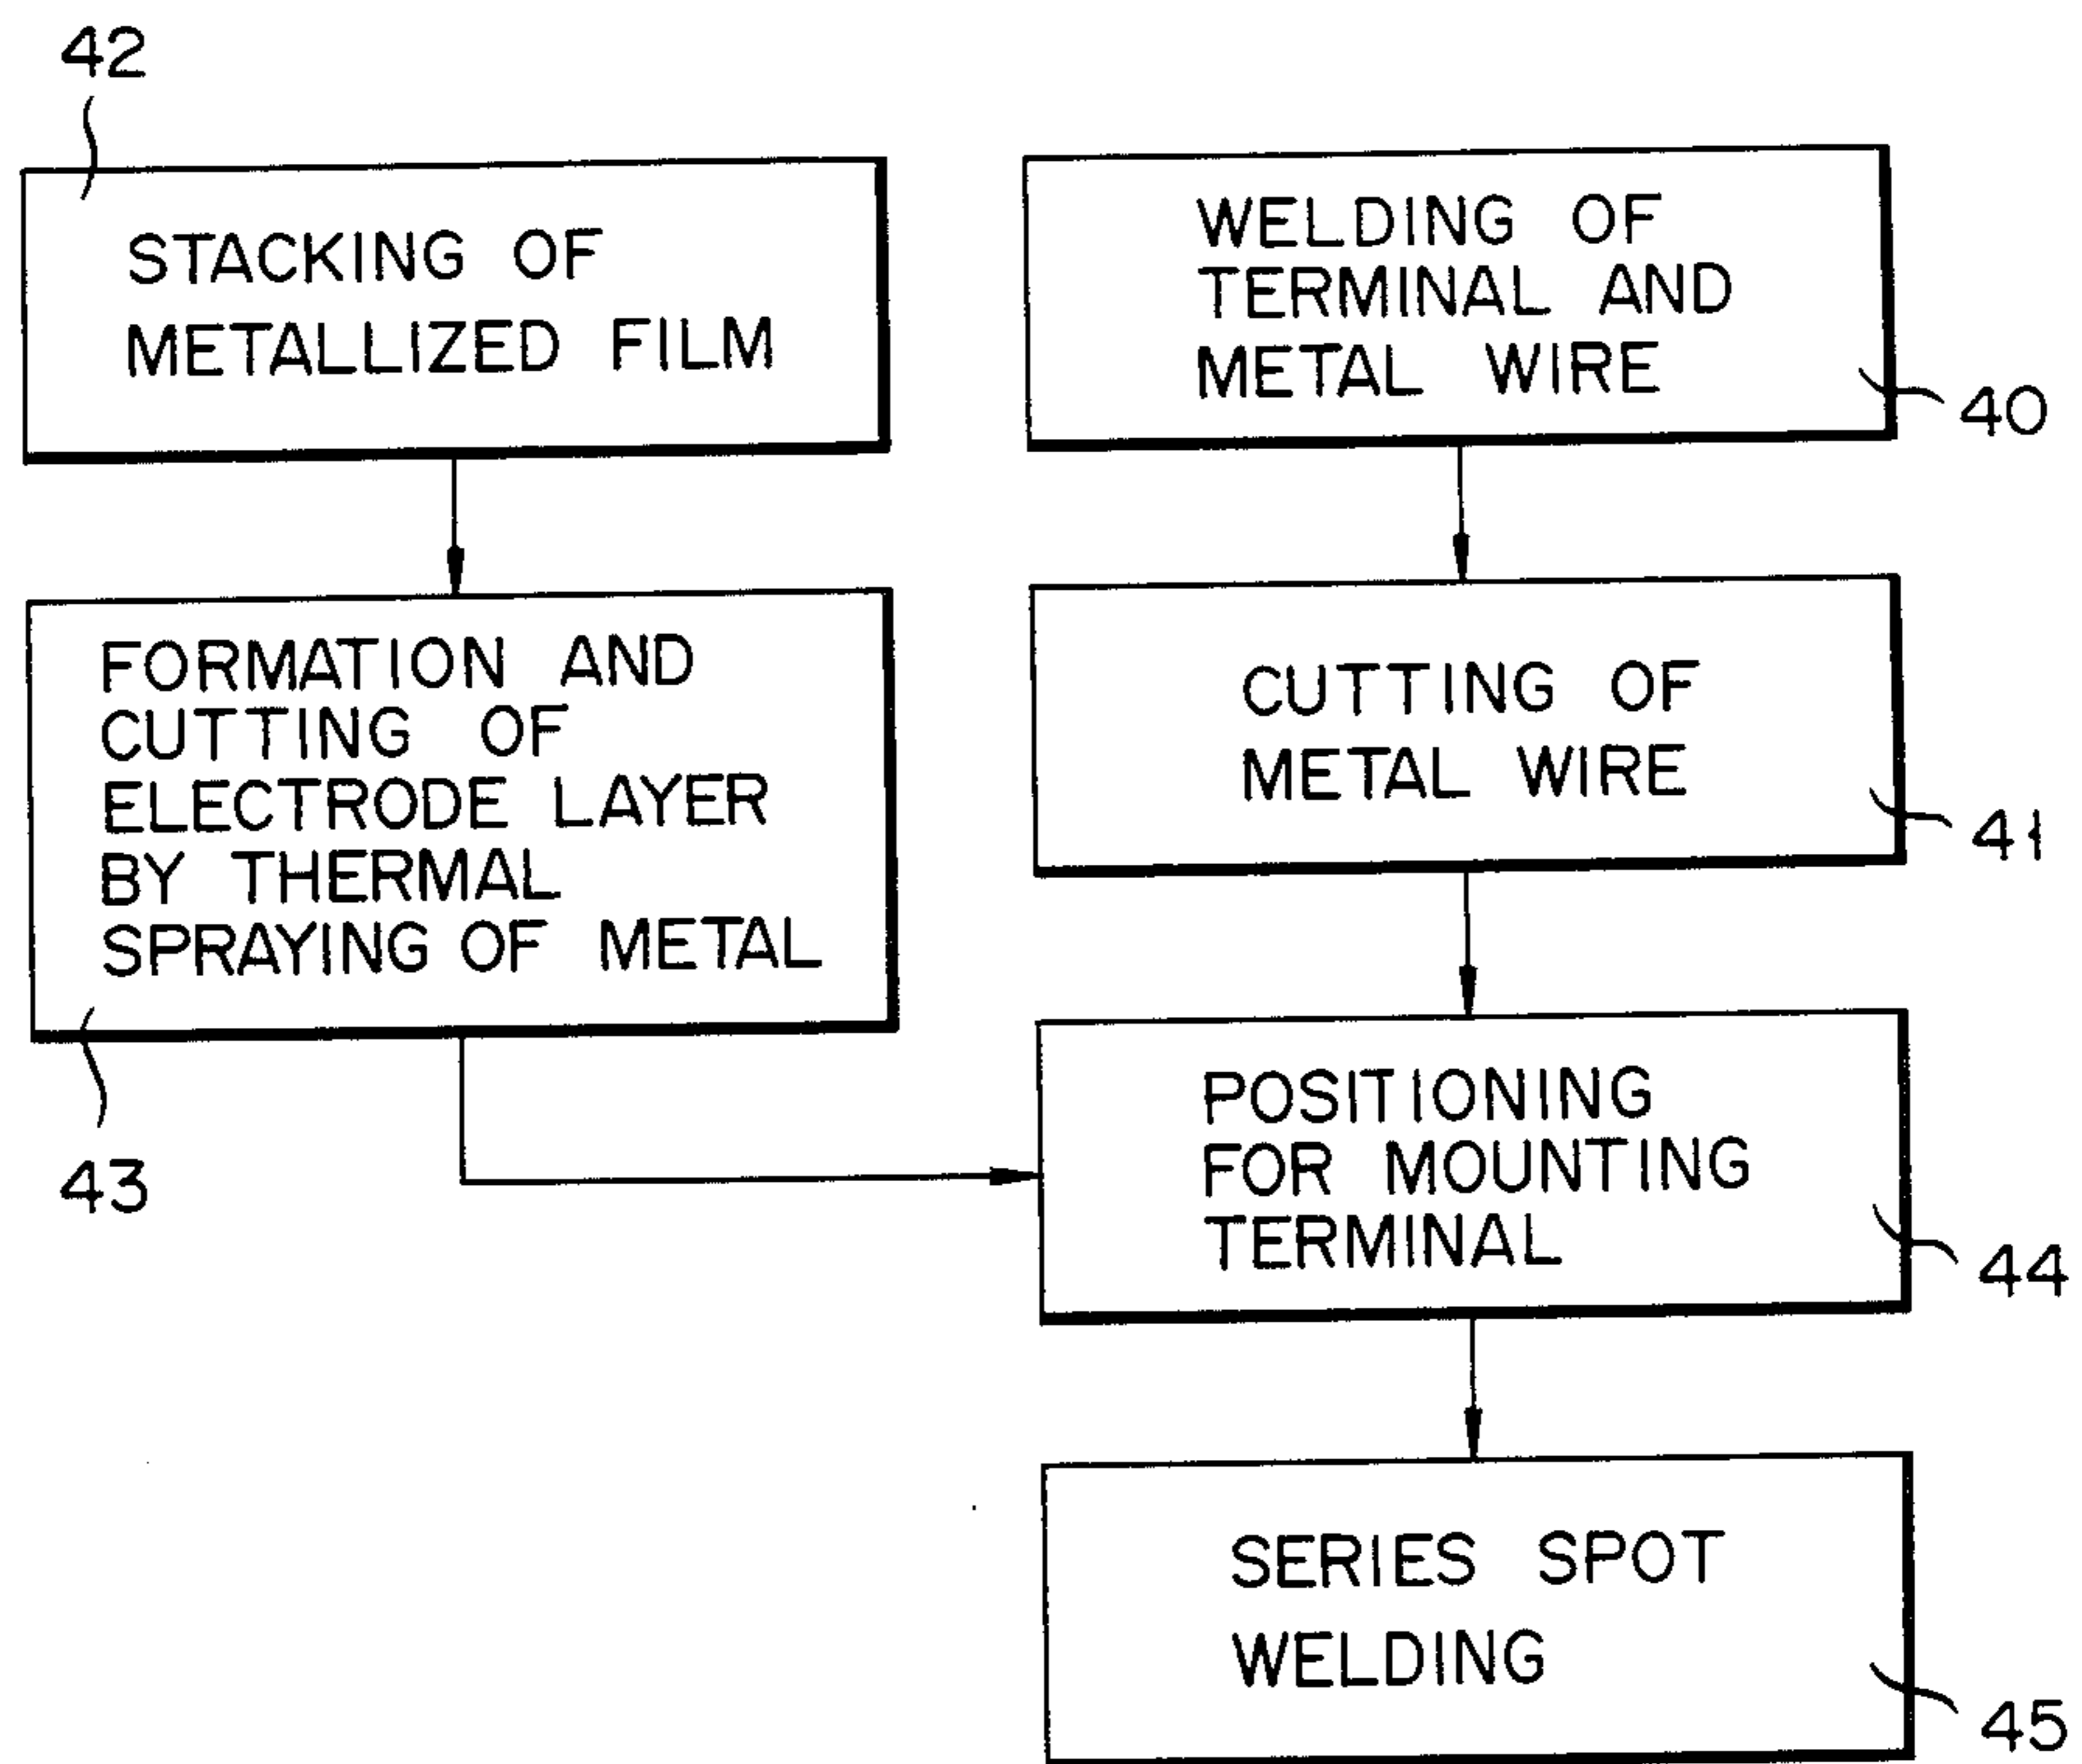 42
STACKING OF
METALLIZED FILM
WELDING OF
TERMINAL AND
METAL WIRE
40
FORMATION AND
CUTTING OF
ELECTRODE LAYER
BY THERMAL
SPRAYING OF METAL
43
CUTTING OF
METAL WIRE
41
POSITIONING
FOR MOUNTING
TERMINAL
44
SERIES SPOT
WELDING
45